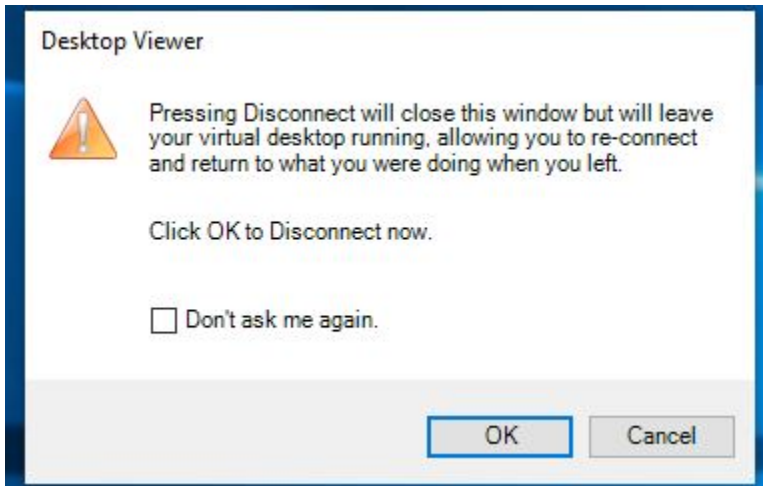 Desktop Viewer
Pressing Disconnect will close this window but will leave
your virtual desktop running, allowing you to re-connect
and return to what you were doing when you left.
Click OK to Disconnect now.
Don't ask me again.
OK
Cancel